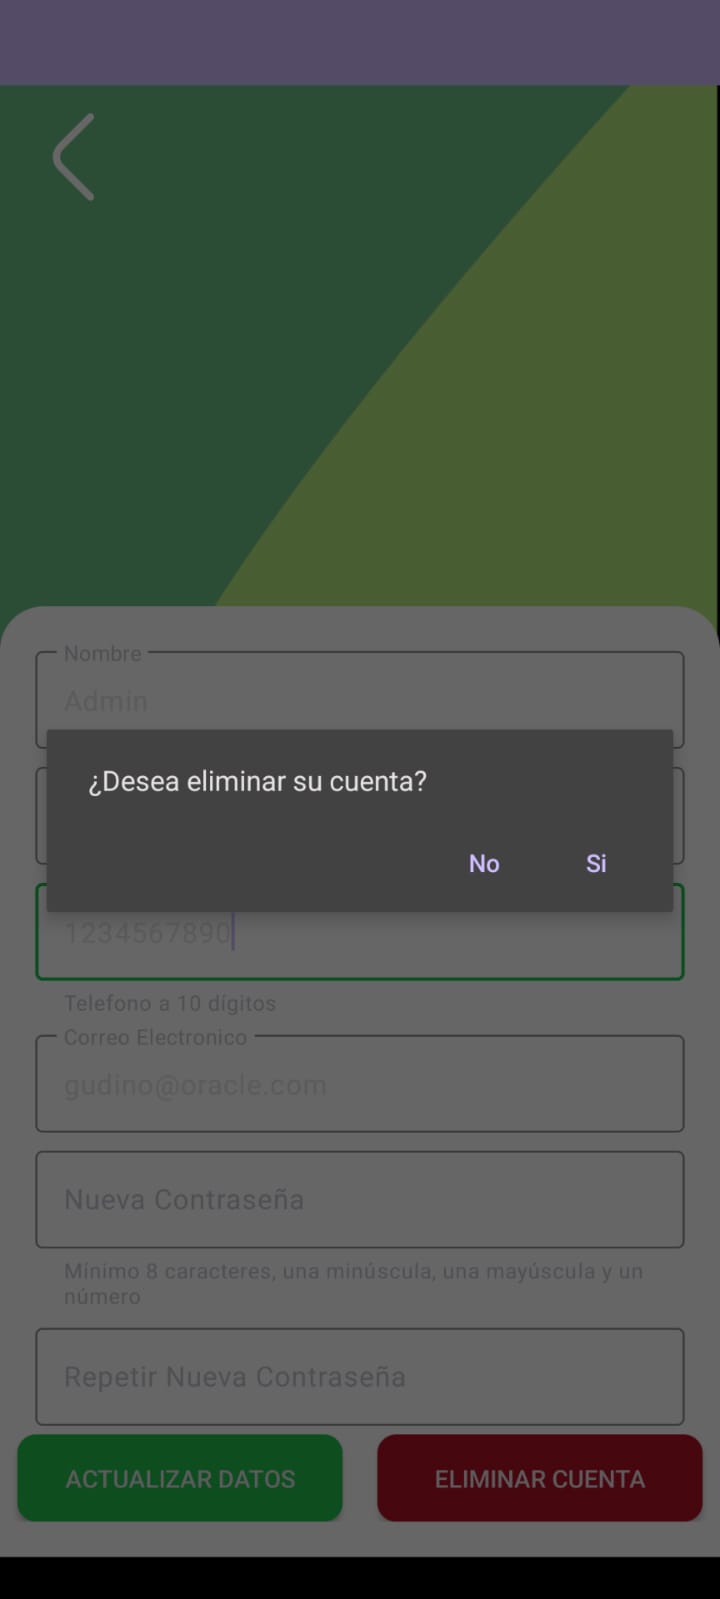 Nombre
Admin
¿Desea eliminar su cuenta?
No Si
1234567890
Telefono a 10 dígitos
Correo Electronico
gudino@oracle.com
Nueva Contraseña
Mínimo 8 caracteres, una minúscula, una mayúscula y un
número
Repetir Nueva Contraseña
ACTUALIZAR DATOS ELIMINAR CUENTA